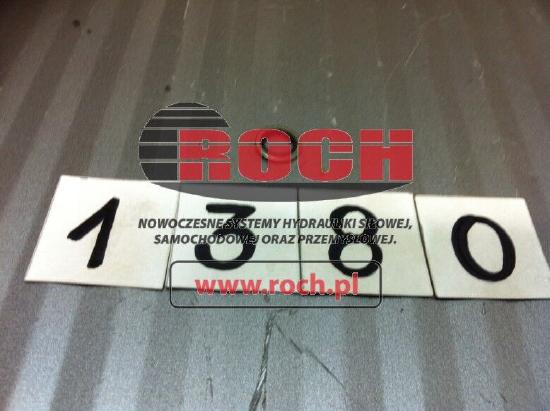 ROCH
NOWOCZESNE SYSTEMY HYDRAULIKI SIŁOWEJ,
SAMOCHODOWEJ ORAZ PRZEMYSŁOWEJ.
1 3 8 0
www.roch.pl